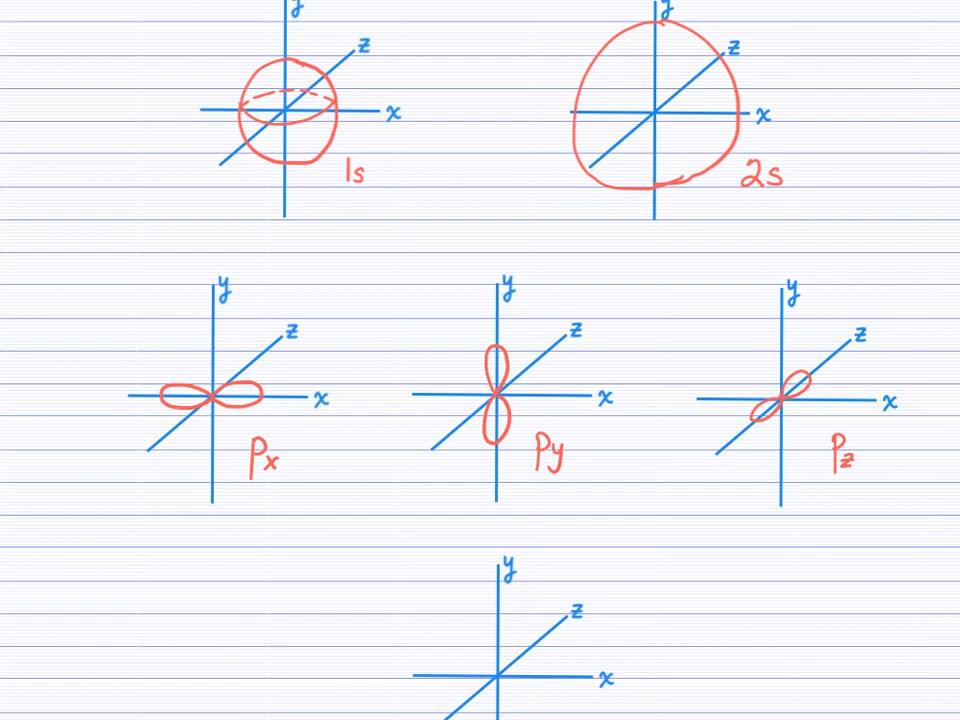 y y
z z
x x
1s 2s
y y y
z z z
x x x
px py pz
y
z
x